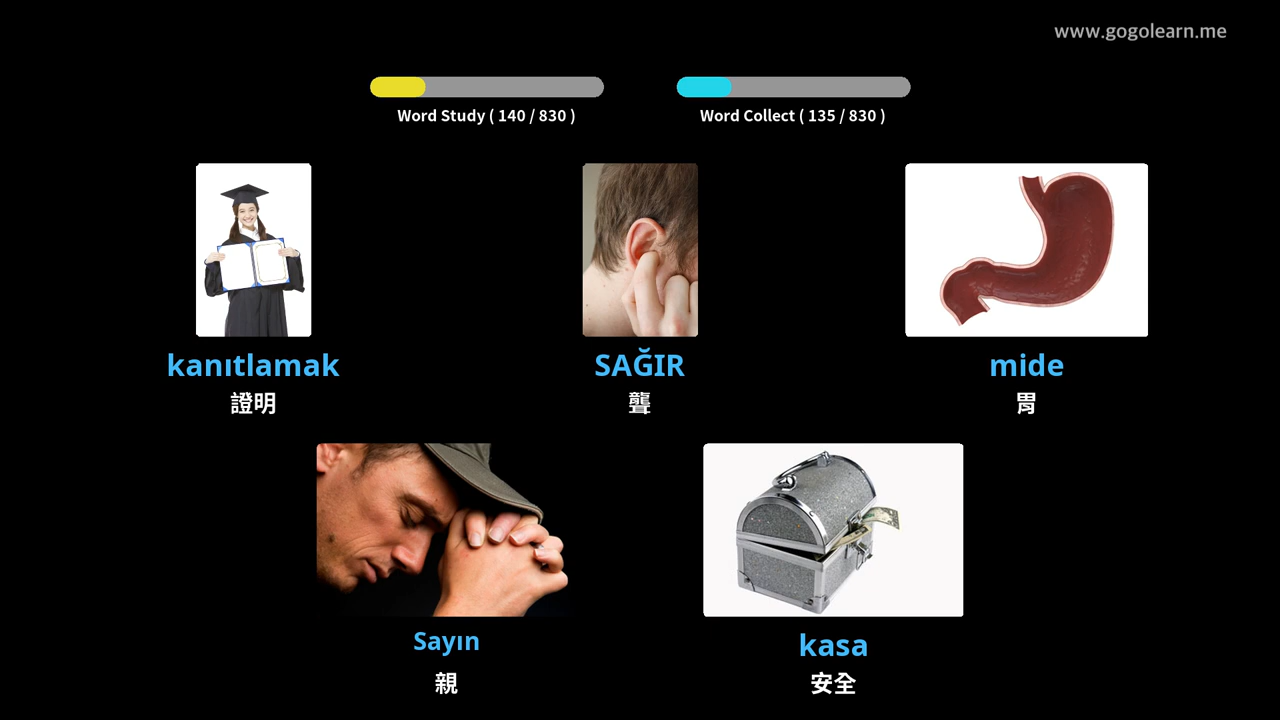 www.gogolearn.me
Word Study ( 140 / 830 )
Word Collect ( 135 / 830 )
kanıtlamak
證明
SAĞIR
聾
mide
胃
Sayın
親
kasa
安全